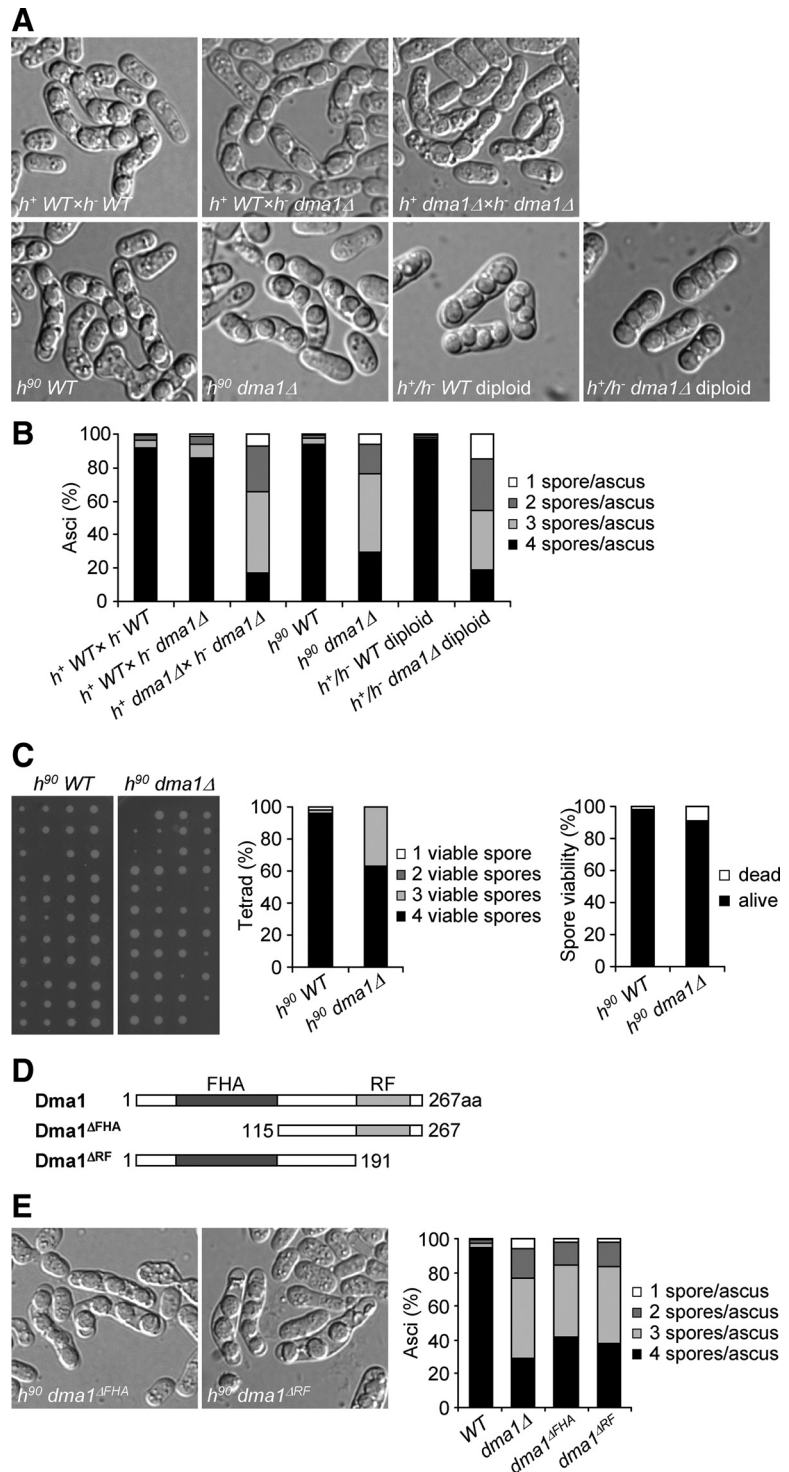 A
h⁺ WT×h⁻ WT
h⁺ WT×h⁻ dma1Δ
h⁺ dma1Δ×h⁻ dma1Δ
h⁹⁰ WT
h⁹⁰ dma1Δ
h⁺/h⁻ WT diploid
h⁺/h⁻ dma1Δ diploid
B
Asci (%)
100
80
60
40
20
0
1 spore/ascus
2 spores/ascus
3 spores/ascus
4 spores/ascus
h⁺ WT× h⁻ WT
h⁺ WT× h⁻ dma1Δ
h⁺ dma1Δ× h⁻ dma1Δ
h⁹⁰ WT
h⁹⁰ dma1Δ
h⁺/h⁻ WT diploid
h⁺/h⁻ dma1Δ diploid
C
h⁹⁰ WT
h⁹⁰ dma1Δ
Tetrad (%)
100
80
60
40
20
0
1 viable spore
2 viable spores
3 viable spores
4 viable spores
h⁹⁰ WT
h⁹⁰ dma1Δ
Spore viability (%)
100
80
60
40
20
0
dead
alive
h⁹⁰ WT
h⁹⁰ dma1Δ
D
FHA
RF
Dma1 1 267aa
Dma1ΔFHA 115 267
Dma1ΔRF 1 191
E
h⁹⁰ dma1ΔFHA
h⁹⁰ dma1ΔRF
Asci (%)
100
80
60
40
20
0
1 spore/ascus
2 spores/ascus
3 spores/ascus
4 spores/ascus
WT
dma1Δ
dma1ΔFHA
dma1ΔRF